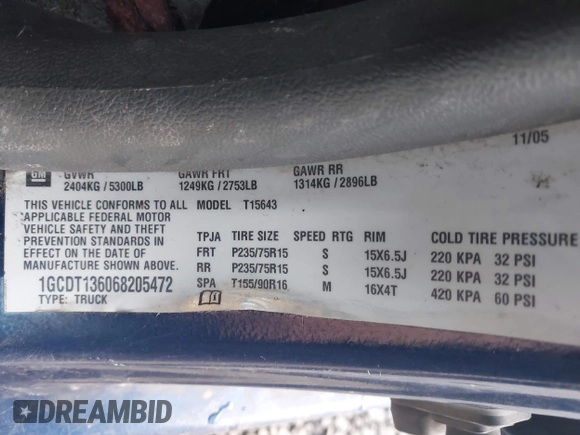 11/05
GM GVWR GAWR FRT GAWR RR
2404KG / 5300LB 1249KG / 2753LB 1314KG / 2896LB
THIS VEHICLE CONFORMS TO ALL MODEL T15643
APPLICABLE FEDERAL MOTOR
VEHICLE SAFETY AND THEFT
PREVENTION STANDARDS IN
EFFECT ON THE DATE OF
MANUFACTURE SHOWN ABOVE.
1GCDT136068205472
TYPE: TRUCK
COLD TIRE PRESSURE
TPJA TIRE SIZE SPEED RTG RIM
FRT P235/75R15 S 15X6.5J 220 KPA 32 PSI
RR P235/75R15 S 15X6.5J 220 KPA 32 PSI
SPA T155/90R16 M 16X4T 420 KPA 60 PSI
DREAMBID